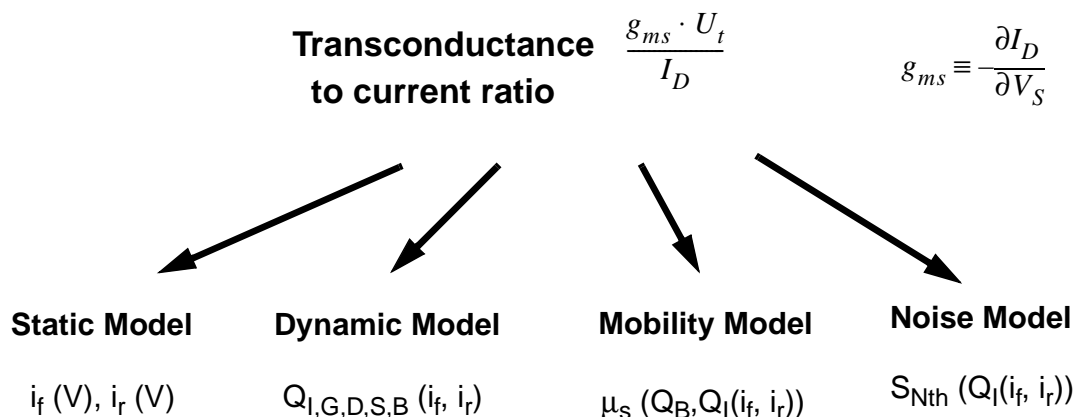 Transconductance
to current ratio
g_ms · U_t / I_D
g_ms ≡ −∂I_D / ∂V_S
Static Model
Dynamic Model
Mobility Model
Noise Model
i_f (V), i_r (V)
Q_I,G,D,S,B (i_f, i_r)
μ_s (Q_B,Q_I(i_f, i_r))
S_Nth (Q_I(i_f, i_r))